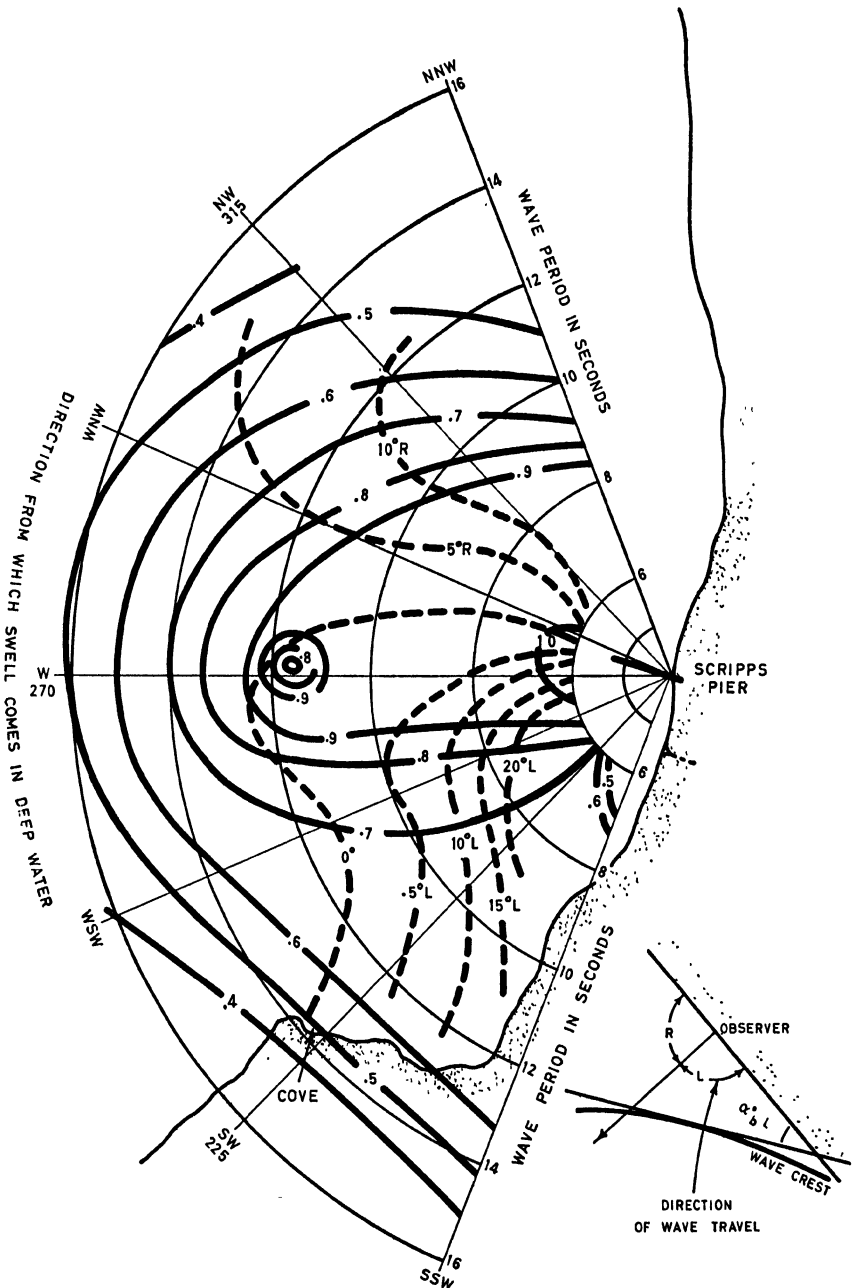 NNW
16
14
WAVE PERIOD IN SECONDS
12
10
8
6
NW
315
.4
.5
.6
.7
10°R
.8
.9
5°R
WNW
DIRECTION FROM WHICH SWELL COMES IN DEEP WATER
W
270
.8
.9
1 0
SCRIPPS
PIER
.9
.8
20°L
.5
.6
6
.7
0°
10°L
.5°L
15°L
8
WSW
.6
.4
10
WAVE PERIOD IN SECONDS
12
.5
COVE
SW
225
14
16
SSW
OBSERVER
R
L
α°b L
WAVE CREST
DIRECTION
OF WAVE TRAVEL